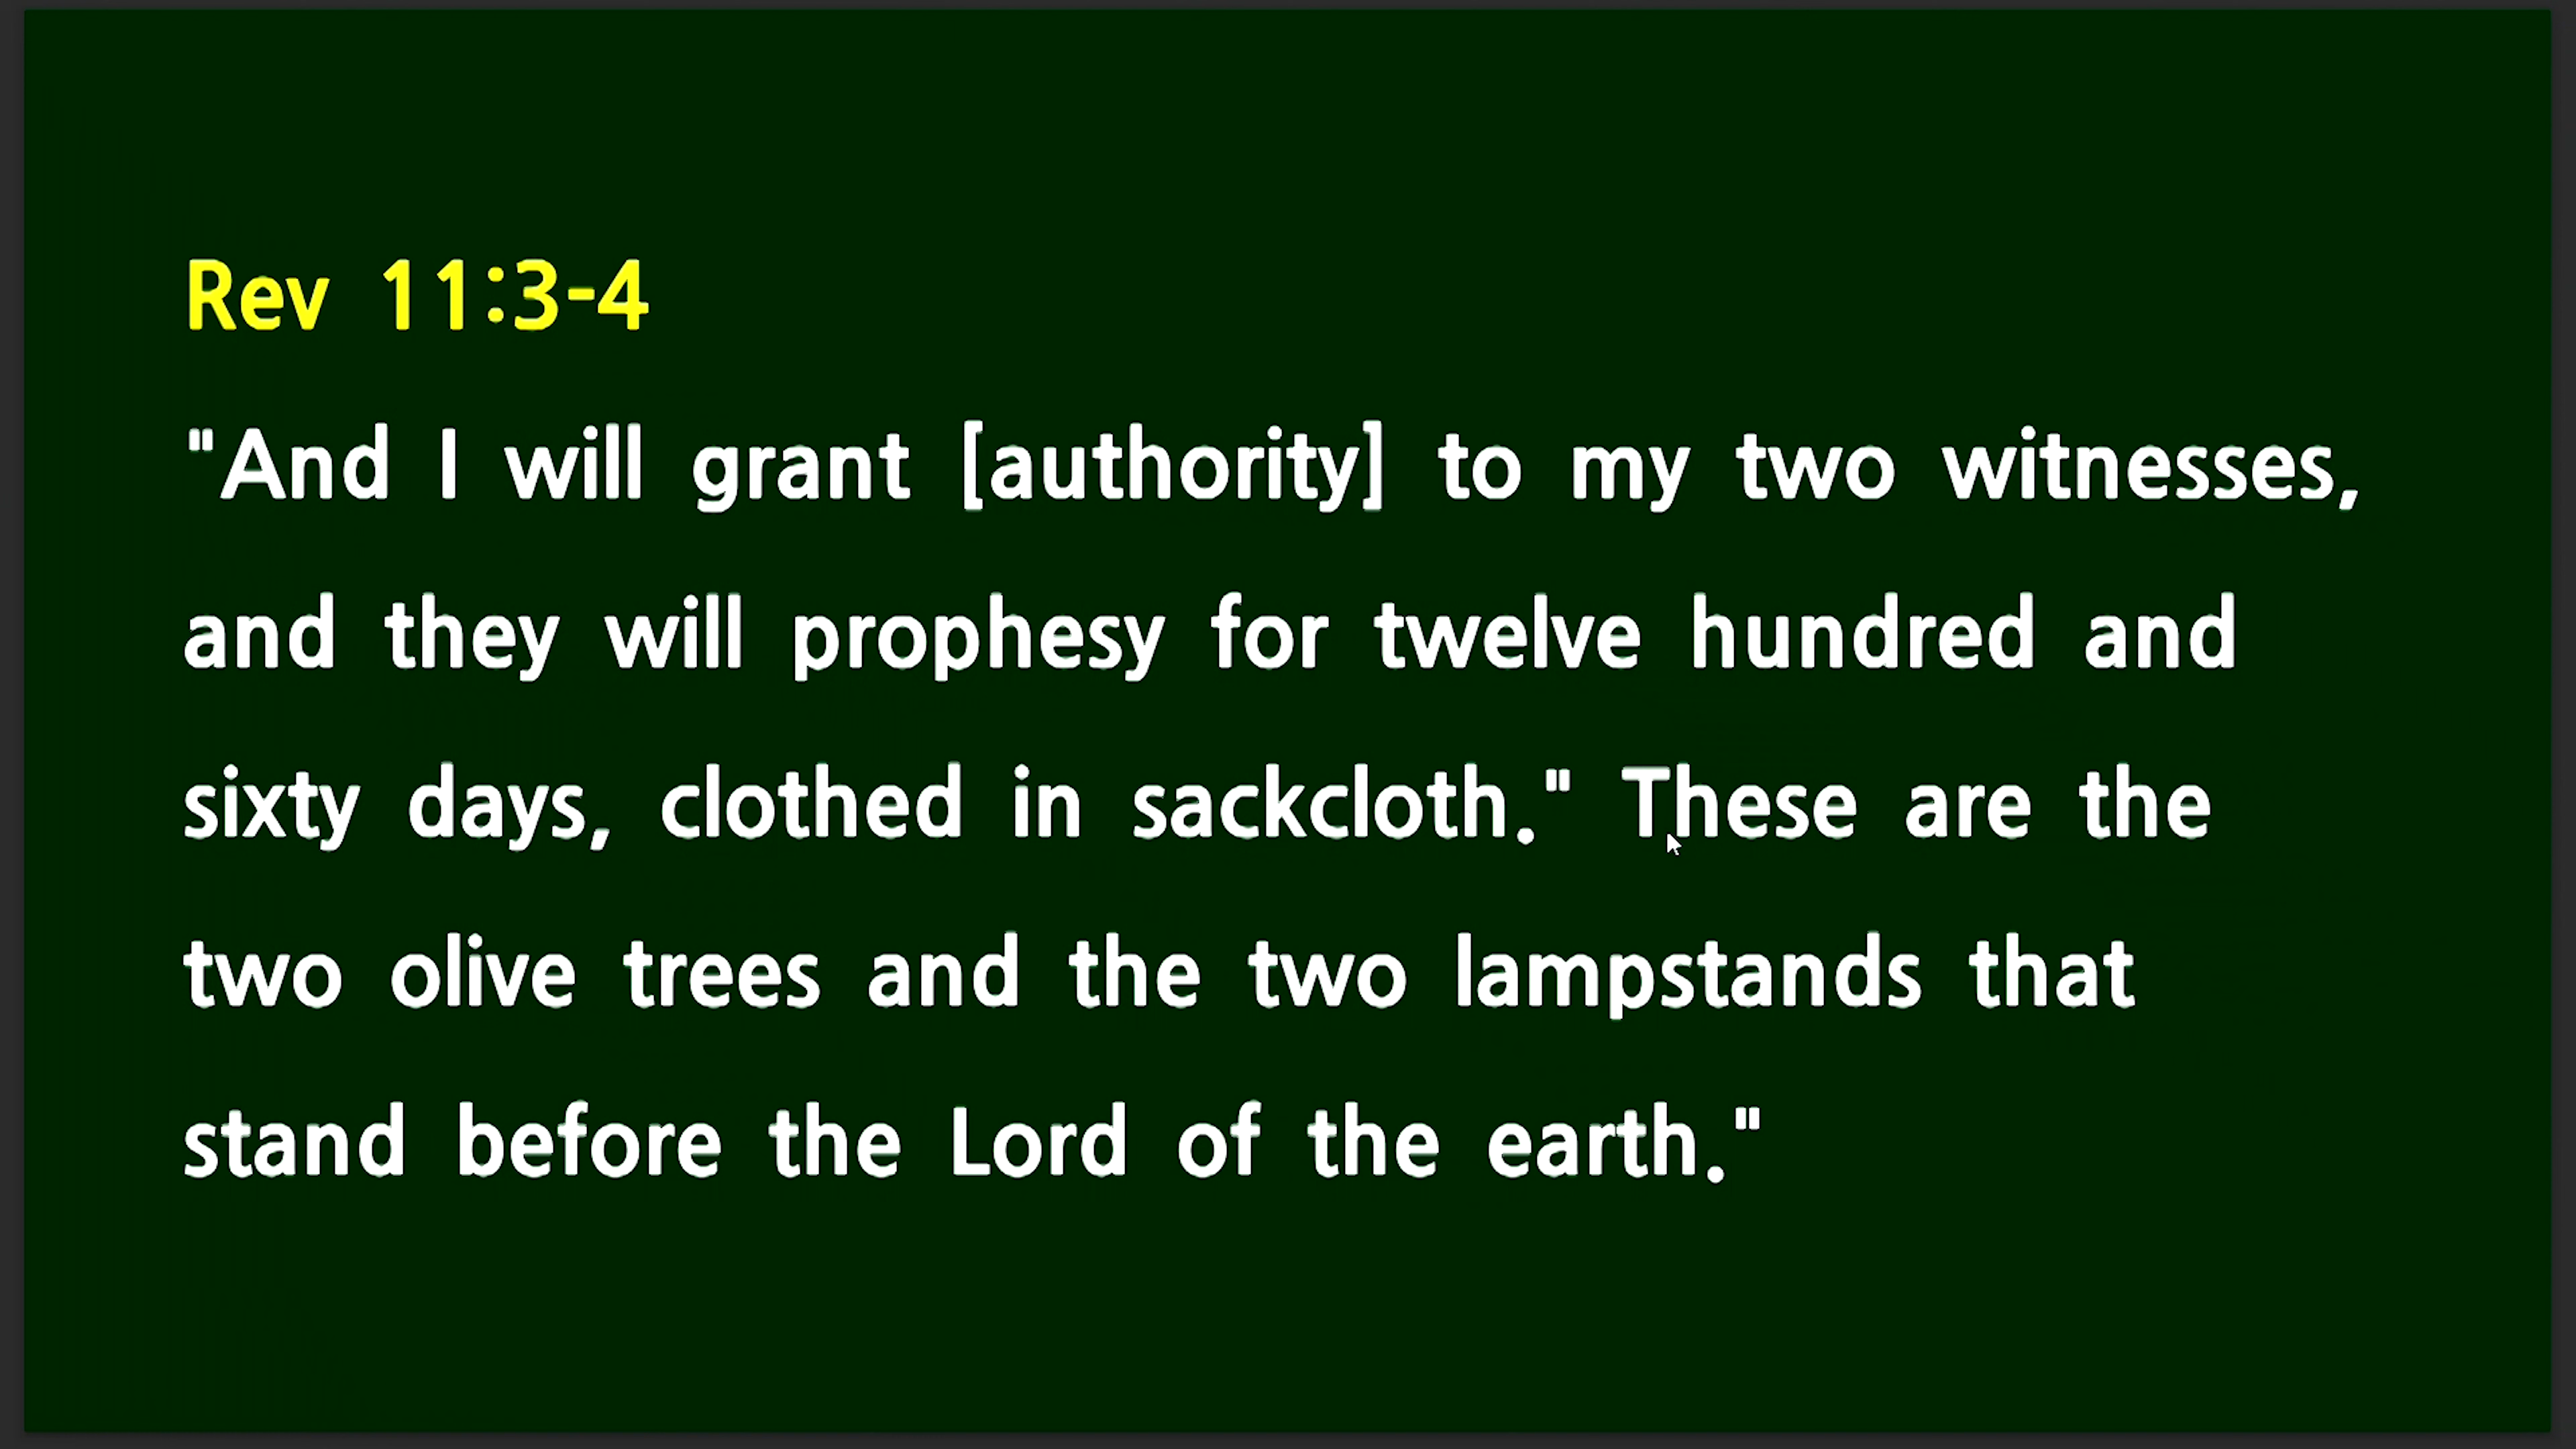 Rev 11:3-4
"And I will grant [authority] to my two witnesses,
and they will prophesy for twelve hundred and
sixty days, clothed in sackcloth." These are the
two olive trees and the two lampstands that
stand before the Lord of the earth."